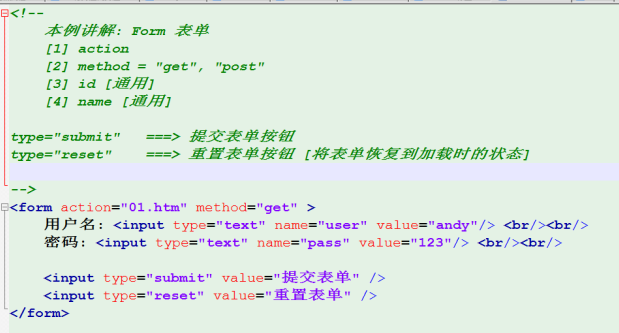 <!--
本例讲解: Form 表单
[1] action
[2] method = "get", "post"
[3] id [通用]
[4] name [通用]
type="submit" ===> 提交表单按钮
type="reset" ===> 重置表单按钮 [将表单恢复到加载时的状态]
-->
<form action="01.htm" method="get" >
用户名: <input type="text" name="user" value="andy"/> <br/><br/>
密码: <input type="text" name="pass" value="123"/> <br/><br/>
<input type="submit" value="提交表单" />
<input type="reset" value="重置表单" />
</form>